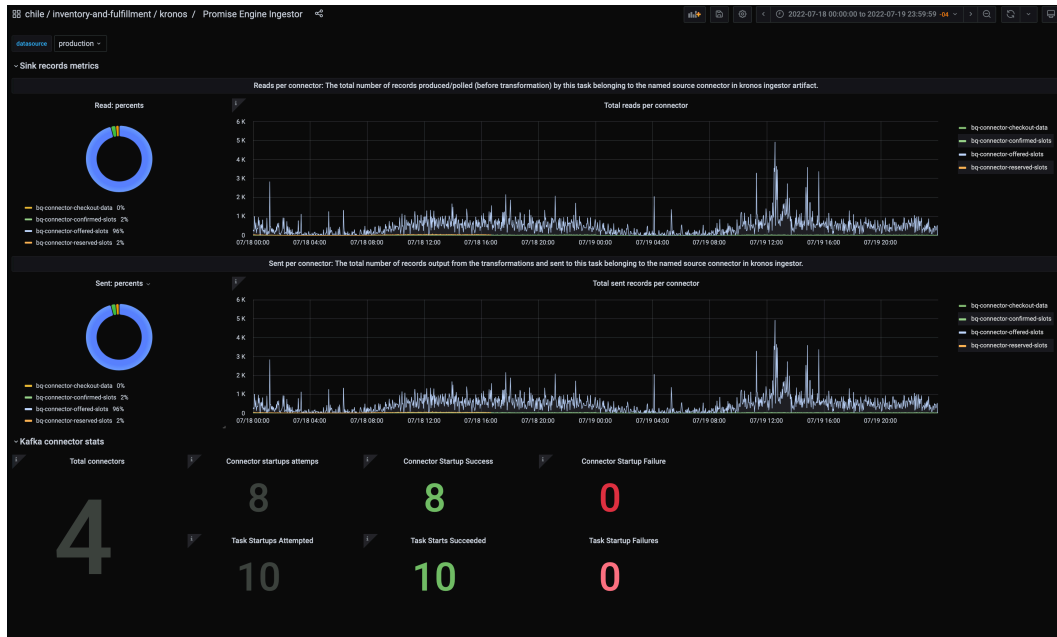 chile / inventory-and-fulfillment / kronos / Promise Engine Ingestor
2022-07-18 00:00:00 to 2022-07-19 23:59:59 -04
datasource production
Sink records metrics
Reads per connector: The total number of records produced/polled (before transformation) by this task belonging to the named source connector in kronos ingestor artifact.
Read: percents
bq-connector-checkout-data 0%
bq-connector-confirmed-slots 2%
bq-connector-offered-slots 96%
bq-connector-reserved-slots 2%
Total reads per connector
6 K
5 K
4 K
3 K
2 K
1 K
0
07/18 00:00 07/18 04:00 07/18 08:00 07/18 12:00 07/18 16:00 07/18 20:00 07/19 00:00 07/19 04:00 07/19 08:00 07/19 12:00 07/19 16:00 07/19 20:00
bq-connector-checkout-data
bq-connector-confirmed-slots
bq-connector-offered-slots
bq-connector-reserved-slots
Sent per connector: The total number of records output from the transformations and sent to this task belonging to the named source connector in kronos ingestor.
Sent: percents
bq-connector-checkout-data 0%
bq-connector-confirmed-slots 2%
bq-connector-offered-slots 96%
bq-connector-reserved-slots 2%
Total sent records per connector
6 K
5 K
4 K
3 K
2 K
1 K
0
07/18 00:00 07/18 04:00 07/18 08:00 07/18 12:00 07/18 16:00 07/18 20:00 07/19 00:00 07/19 04:00 07/19 08:00 07/19 12:00 07/19 16:00 07/19 20:00
bq-connector-checkout-data
bq-connector-confirmed-slots
bq-connector-offered-slots
bq-connector-reserved-slots
Kafka connector stats
Total connectors
4
Connector startups attemps
8
Connector Startup Success
8
Connector Startup Failure
0
Task Startups Attempted
10
Task Starts Succeeded
10
Task Startup Failures
0